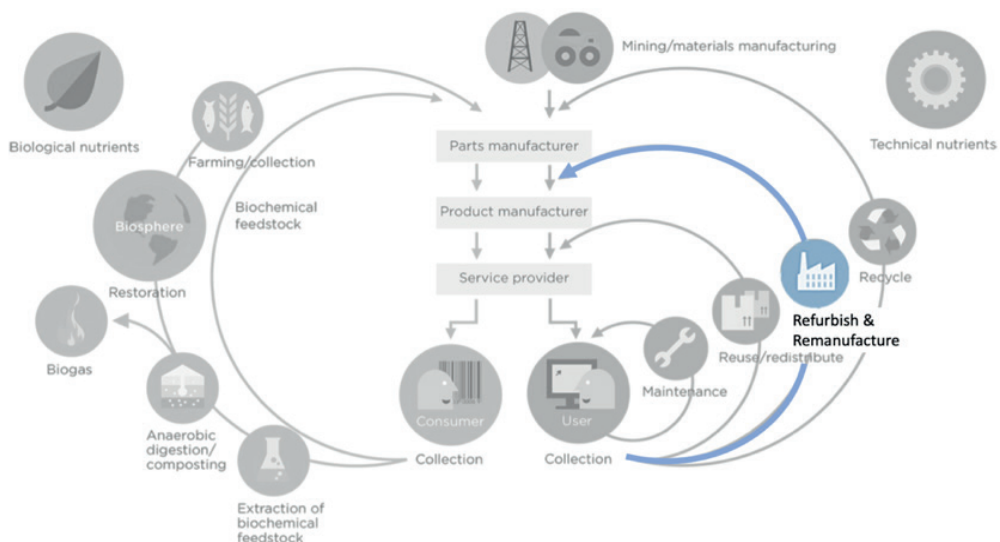 Mining/materials manufacturing
Biological nutrients
Technical nutrients
Farming/collection
Parts manufacturer
Biochemical
feedstock
Product manufacturer
Biosphere
Recycle
Service provider
Restoration
Refurbish &
Remanufacture
Reuse/redistribute
Biogas
Maintenance
Consumer
User
Anaerobic
digestion/
composting
Collection
Collection
Extraction of
biochemical
feedstock